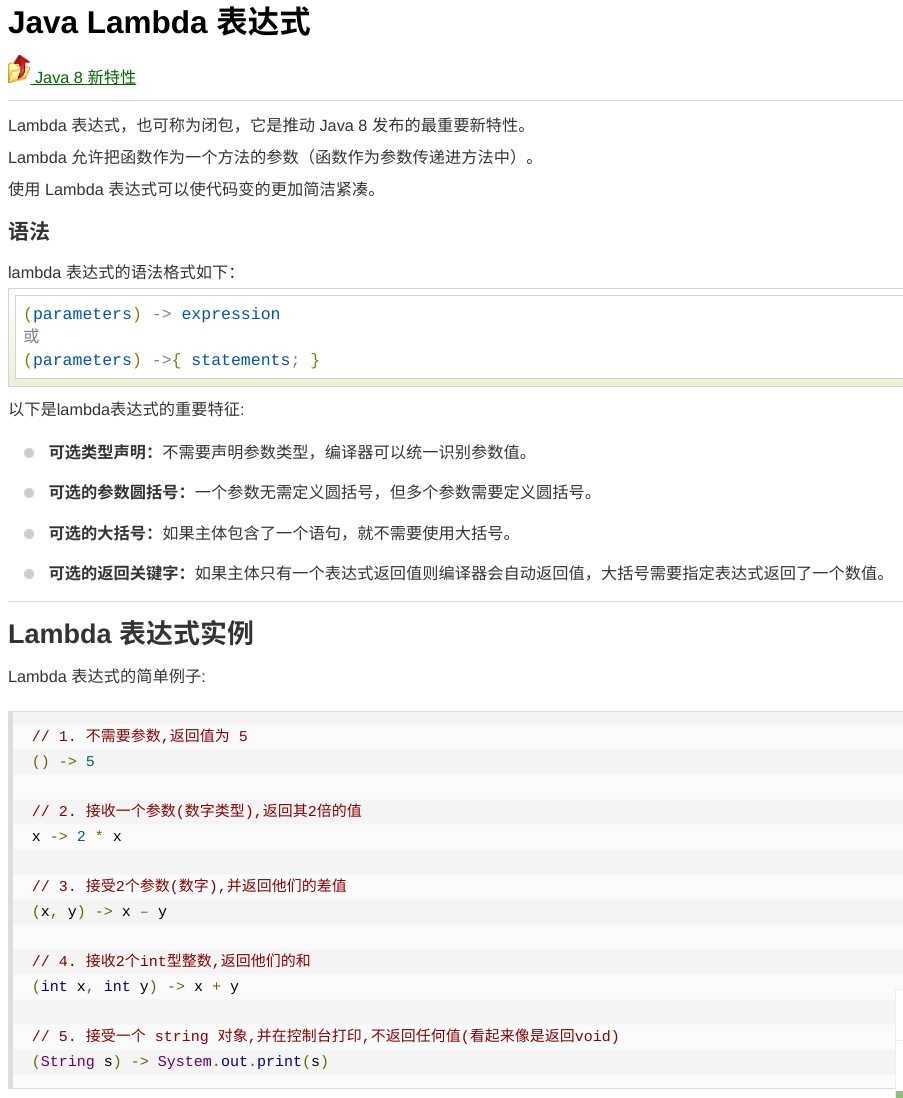 Java Lambda 表达式
Java 8 新特性
Lambda 表达式，也可称为闭包，它是推动 Java 8 发布的最重要新特性。
Lambda 允许把函数作为一个方法的参数（函数作为参数传递进方法中）。
使用 Lambda 表达式可以使代码变的更加简洁紧凑。
语法
lambda 表达式的语法格式如下：
(parameters) -> expression
或
(parameters) ->{ statements; }
以下是lambda表达式的重要特征:
可选类型声明：不需要声明参数类型，编译器可以统一识别参数值。
可选的参数圆括号：一个参数无需定义圆括号，但多个参数需要定义圆括号。
可选的大括号：如果主体包含了一个语句，就不需要使用大括号。
可选的返回关键字：如果主体只有一个表达式返回值则编译器会自动返回值，大括号需要指定表达式返回了一个数值。
Lambda 表达式实例
Lambda 表达式的简单例子:
// 1. 不需要参数,返回值为 5
() -> 5
// 2. 接收一个参数(数字类型),返回其2倍的值
x -> 2 * x
// 3. 接受2个参数(数字),并返回他们的差值
(x, y) -> x – y
// 4. 接收2个int型整数,返回他们的和
(int x, int y) -> x + y
// 5. 接受一个 string 对象,并在控制台打印,不返回任何值(看起来像是返回void)
(String s) -> System.out.print(s)